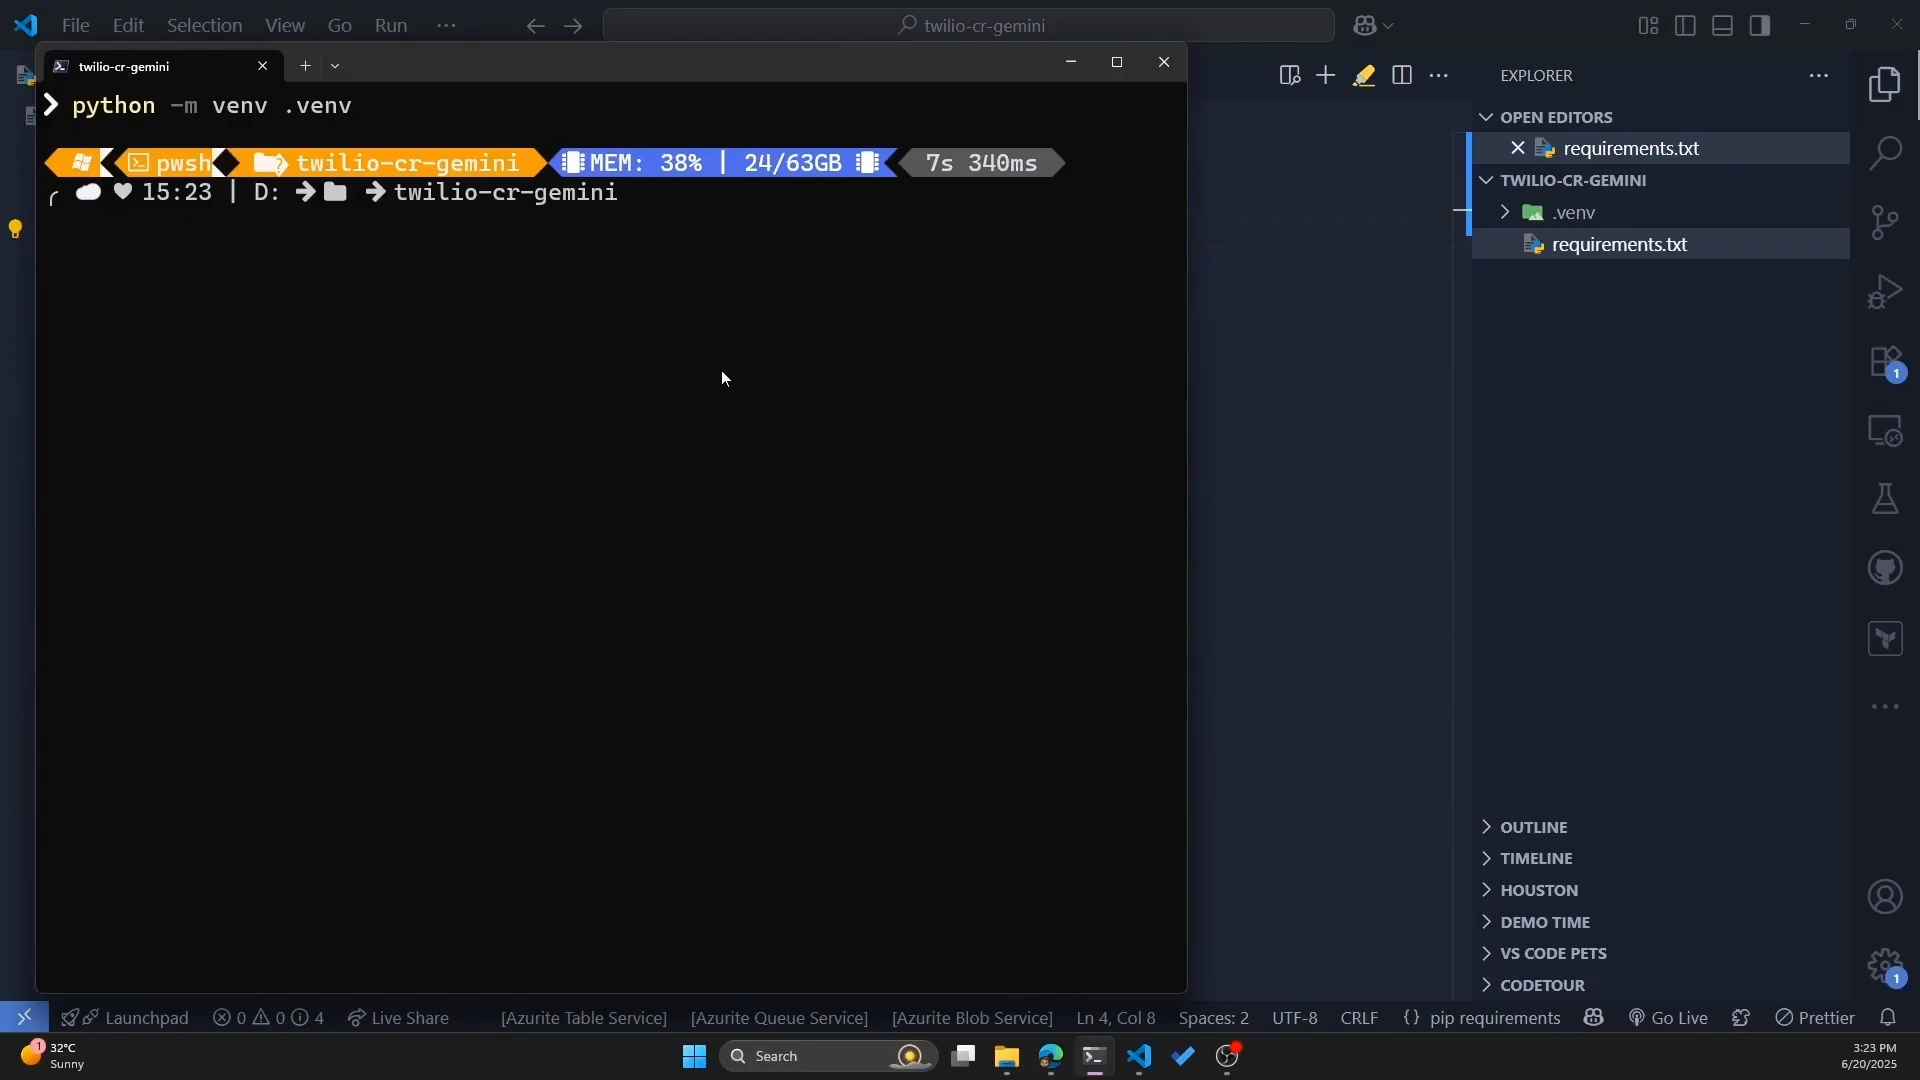 File Edit Selection View Go Run ···
twilio-cr-gemini
twilio-cr-gemini
python -m venv .venv
pwsh twilio-cr-gemini MEM: 38% | 24/63GB 7s 340ms
15:23 | D: twilio-cr-gemini
EXPLORER
OPEN EDITORS
requirements.txt
TWILIO-CR-GEMINI
.venv
requirements.txt
1
OUTLINE
TIMELINE
HOUSTON
DEMO TIME
VS CODE PETS
CODETOUR
1
Launchpad 0 0 4 Live Share [Azurite Table Service] [Azurite Queue Service] [Azurite Blob Service] Ln 4, Col 8 Spaces: 2 UTF-8 CRLF {} pip requirements Go Live Prettier
1
32°C
Sunny
Search
3:23 PM
6/20/2025